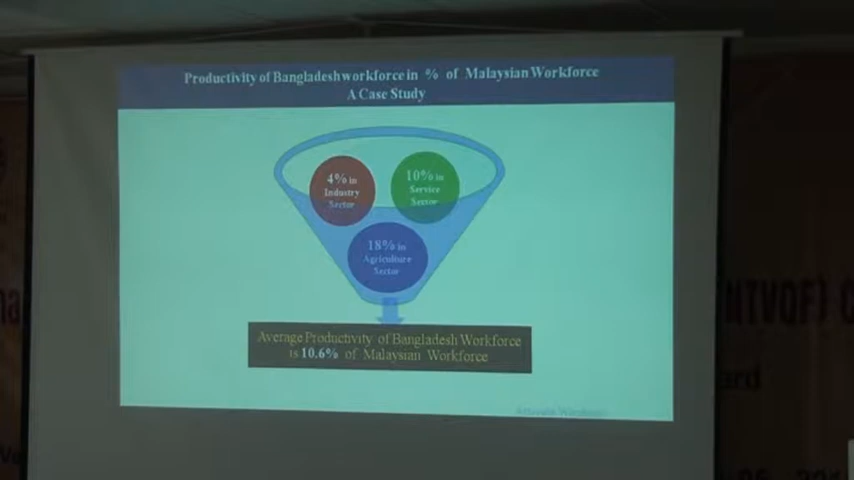 Productivity of Bangladesh workforce in % of Malaysian Workforce
A Case Study
4% in
Industry
Sector
10% in
Service
Sector
18% in
Agriculture
Sector
Average Productivity of Bangladesh Workforce
is 10.6% of Malaysian Workforce
NTVQF)